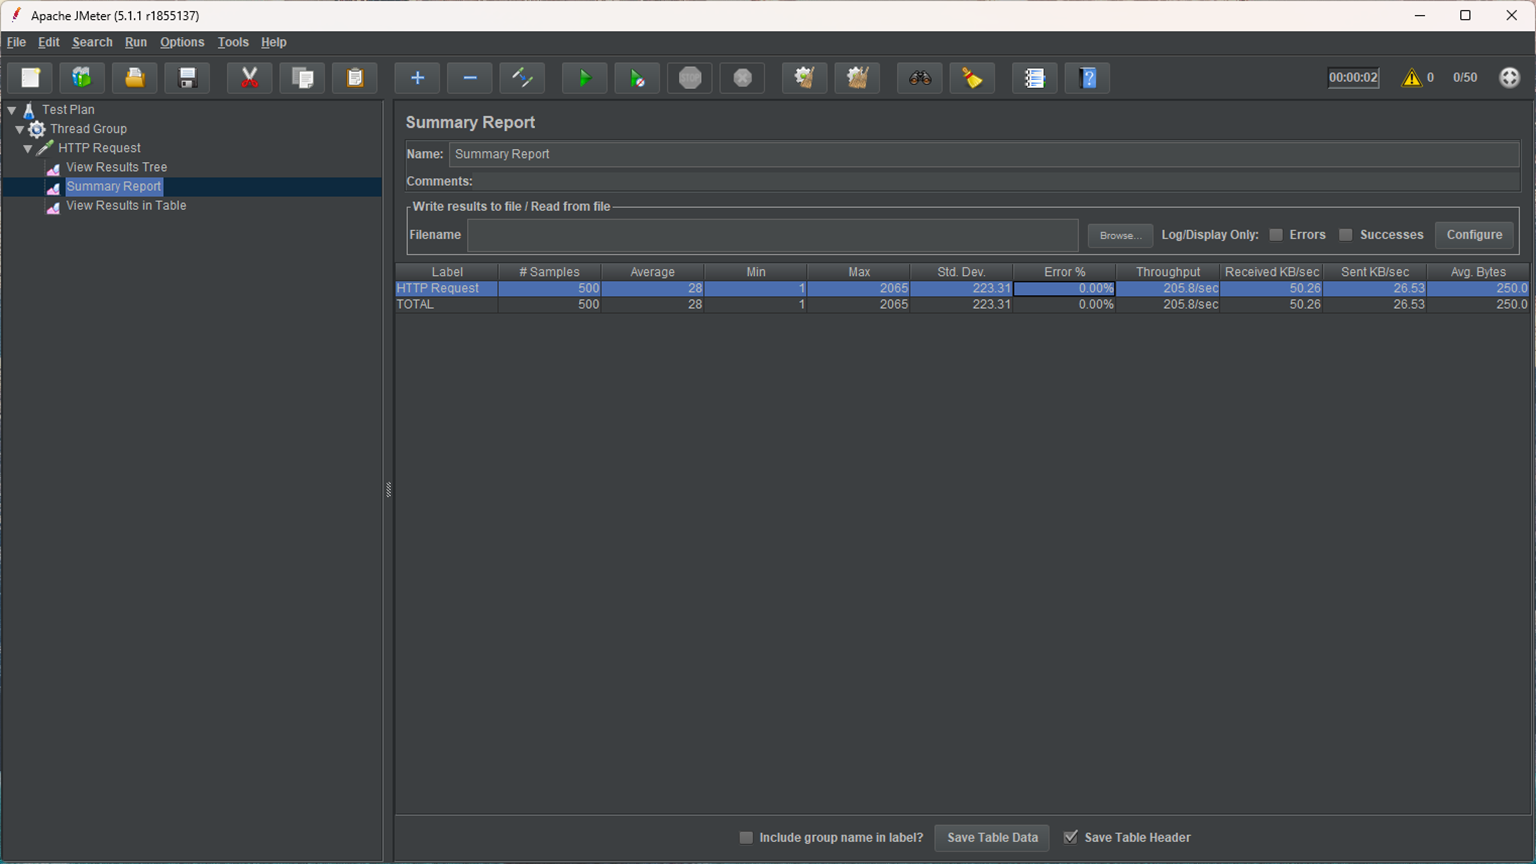 Apache JMeter (5.1.1 r1855137)
File Edit Search Run Options Tools Help
STOP
00:00:02 0 0/50
Test Plan
Thread Group
HTTP Request
View Results Tree
Summary Report
View Results in Table
Summary Report
Name: Summary Report
Comments:
Write results to file / Read from file
Filename Browse... Log/Display Only: Errors Successes Configure
Label # Samples Average Min Max Std. Dev. Error % Throughput Received KB/sec Sent KB/sec Avg. Bytes
HTTP Request 500 28 1 2065 223.31 0.00% 205.8/sec 50.26 26.53 250.0
TOTAL 500 28 1 2065 223.31 0.00% 205.8/sec 50.26 26.53 250.0
Include group name in label? Save Table Data Save Table Header